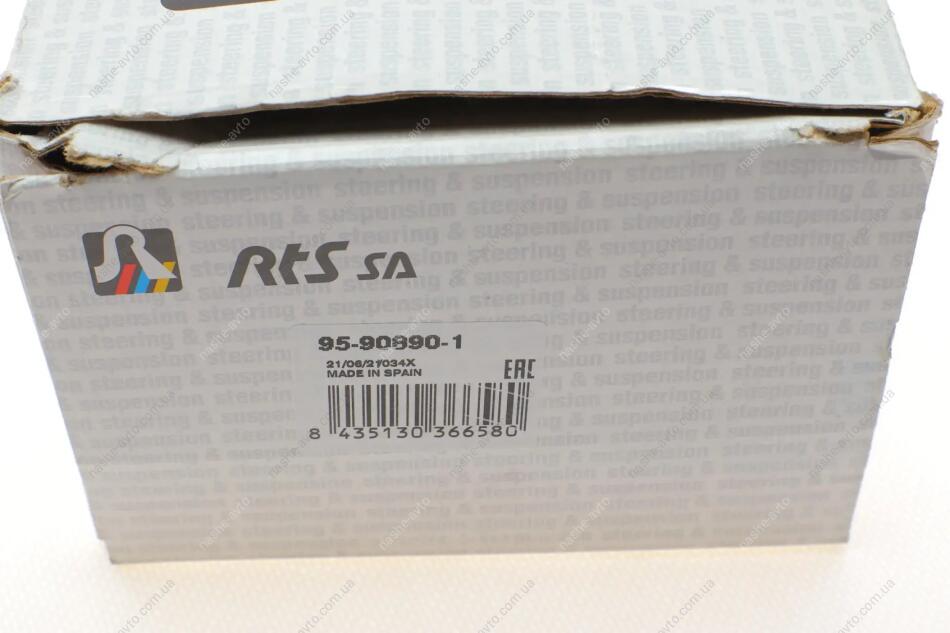 steering & suspension
RTS SA
95-90890-1
21/06/21034X
MADE IN SPAIN
EAC
8 435130 366580
nashe-avto.com.ua